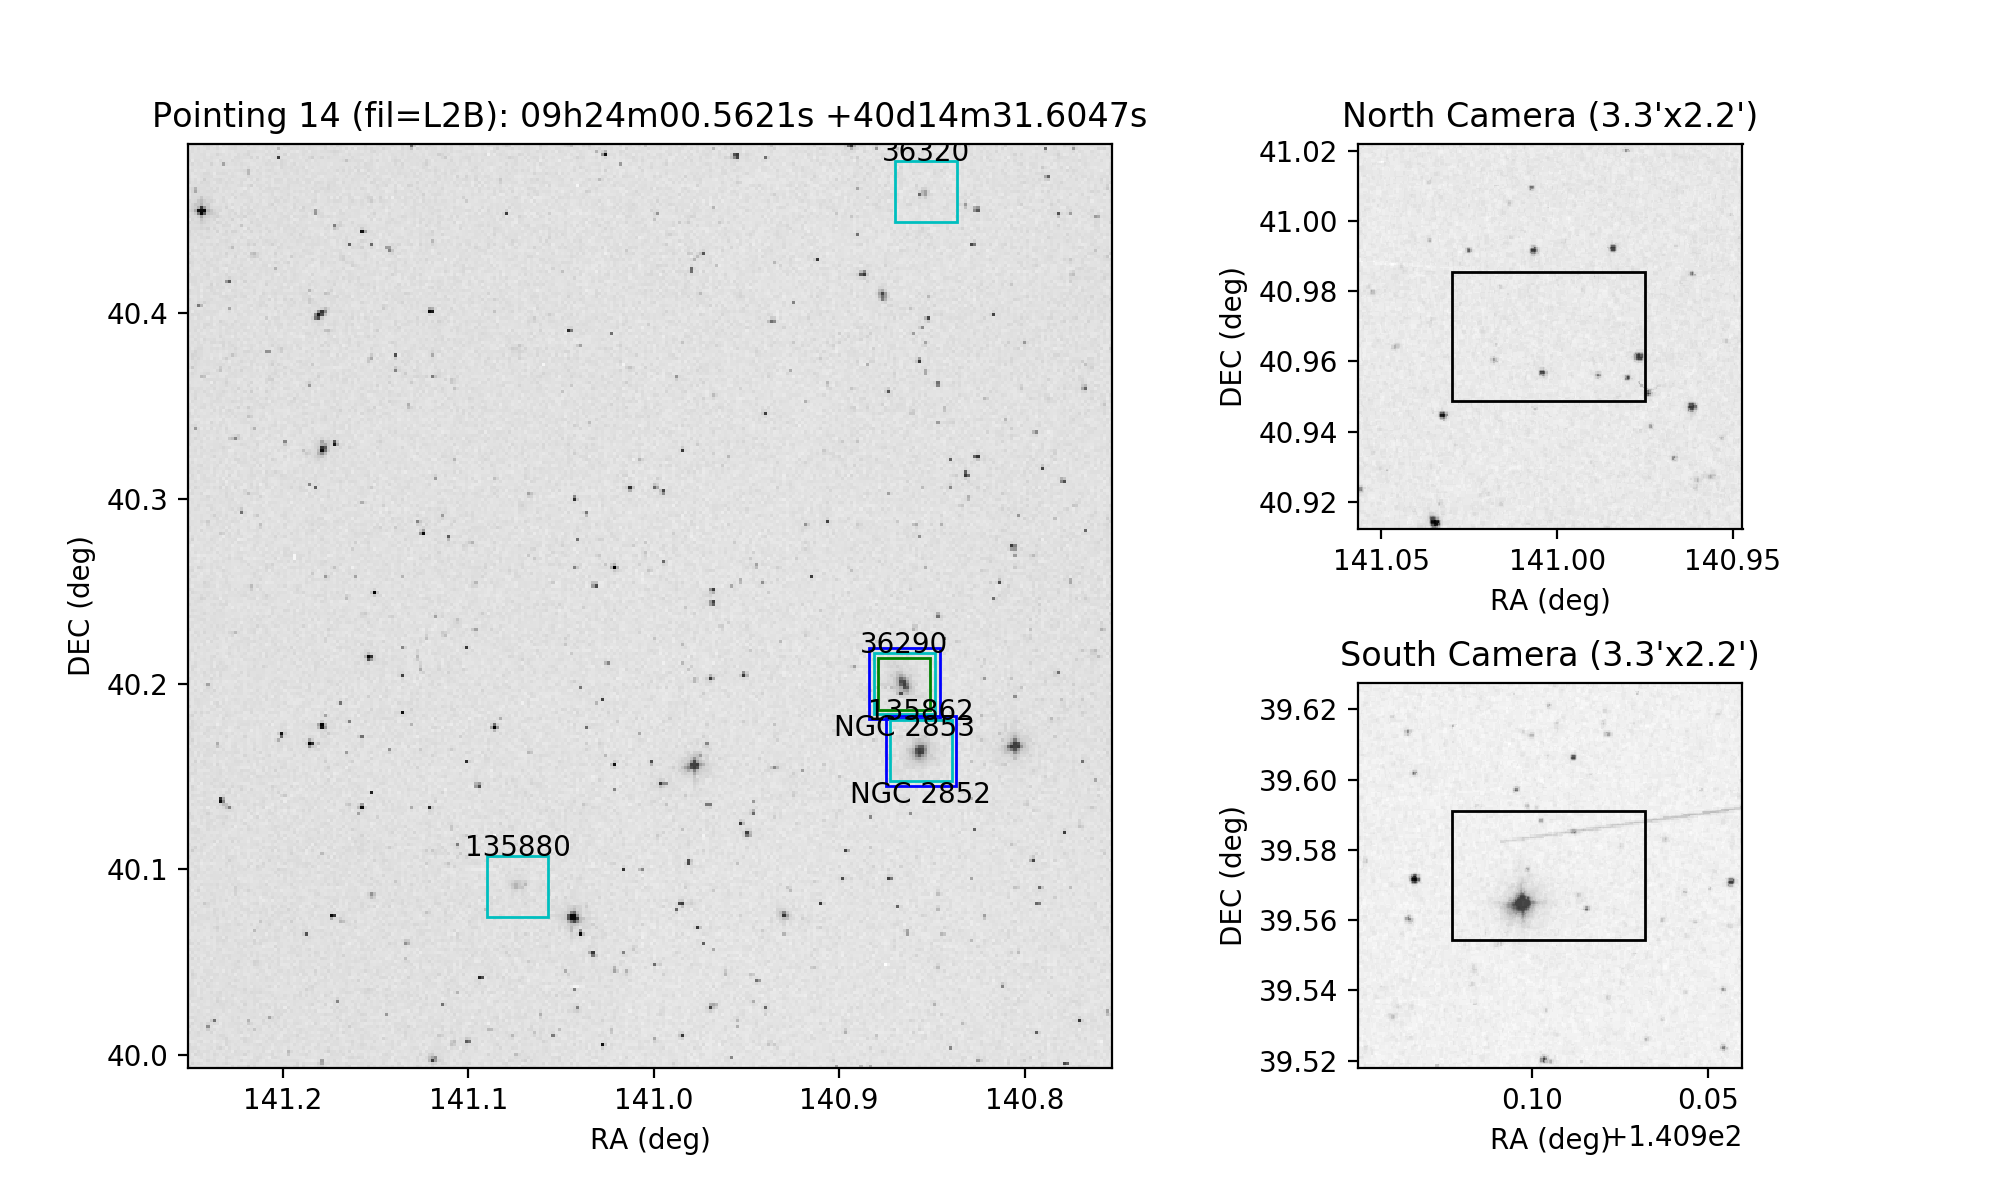 Pointing 14 (fil=L2B): 09h24m00.5621s +40d14m31.6047s
36320
40.4
40.3
40.2
40.1
40.0
DEC (deg)
36290
135862
NGC 2853
NGC 2852
135880
141.2
141.1
141.0
140.9
140.8
RA (deg)
North Camera (3.3'x2.2')
41.02
41.00
40.98
40.96
40.94
40.92
DEC (deg)
141.05
141.00
140.95
RA (deg)
South Camera (3.3'x2.2')
39.62
39.60
39.58
39.56
39.54
39.52
DEC (deg)
0.10
0.05
RA (deg)
+1.409e2